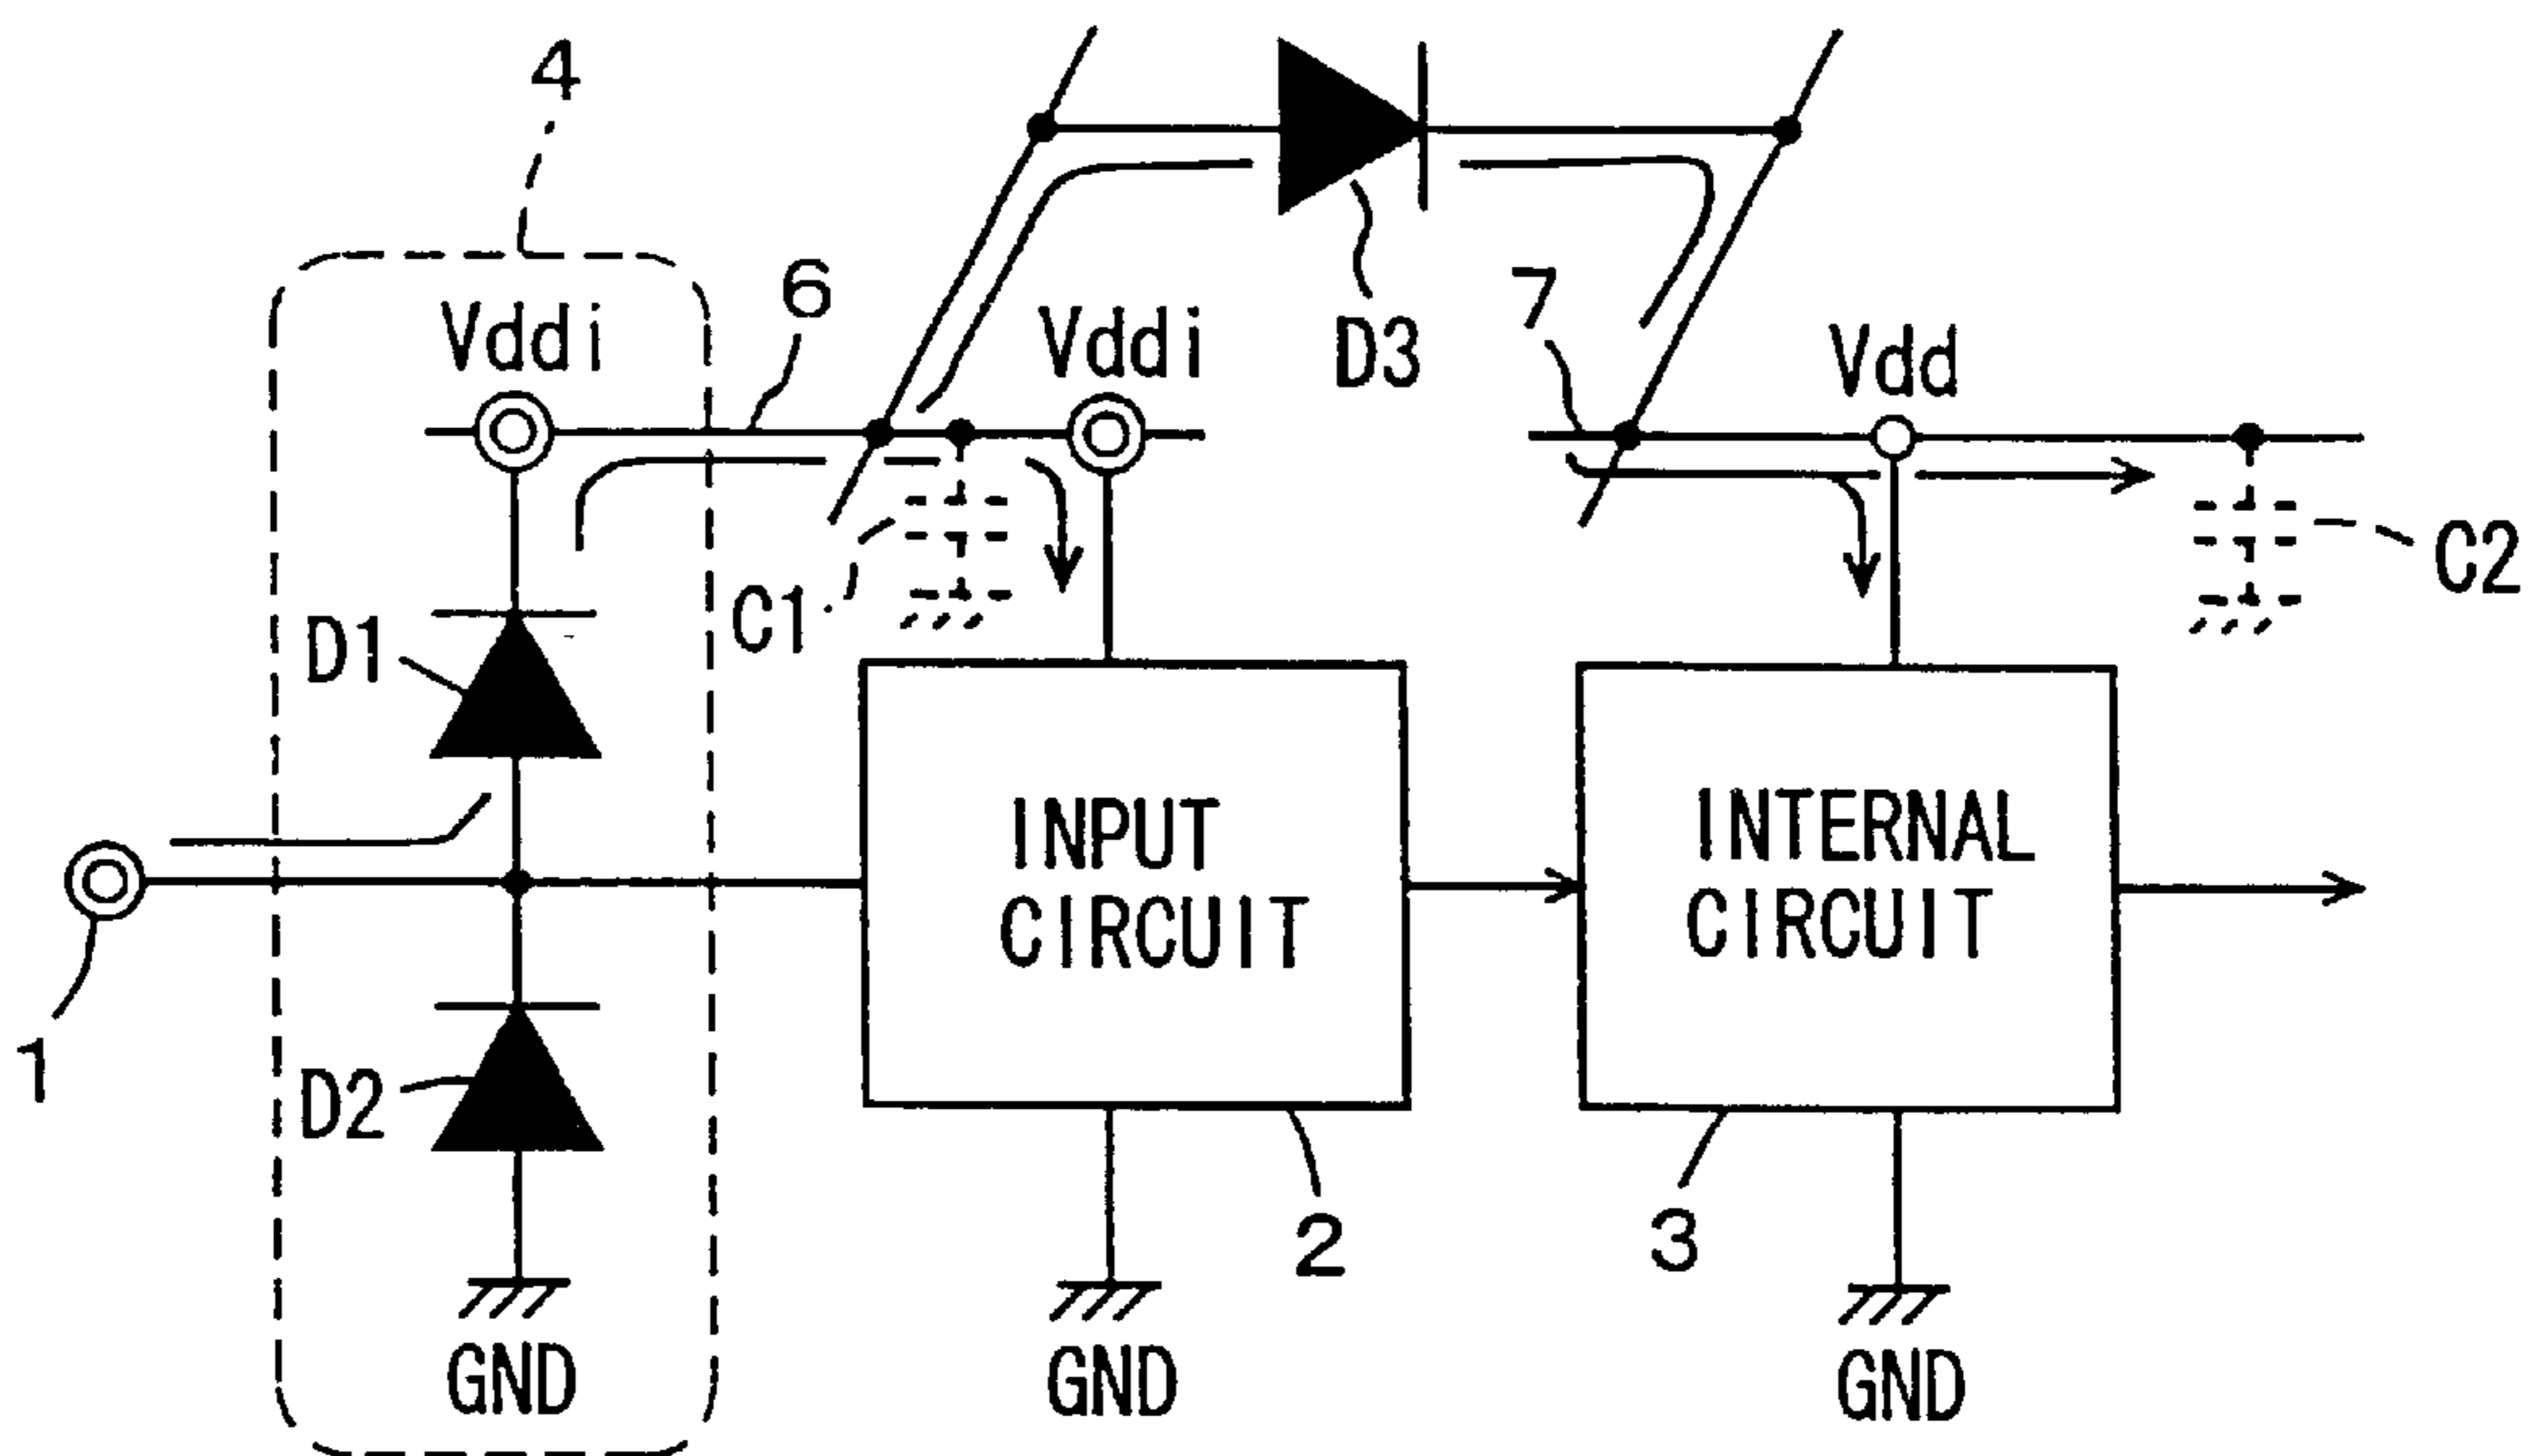 4
6
Vddi
Vddi
D3
7
Vdd
C1
C2
D1
INPUT
CIRCUIT
INTERNAL
CIRCUIT
1
D2
2
3
GND
GND
GND